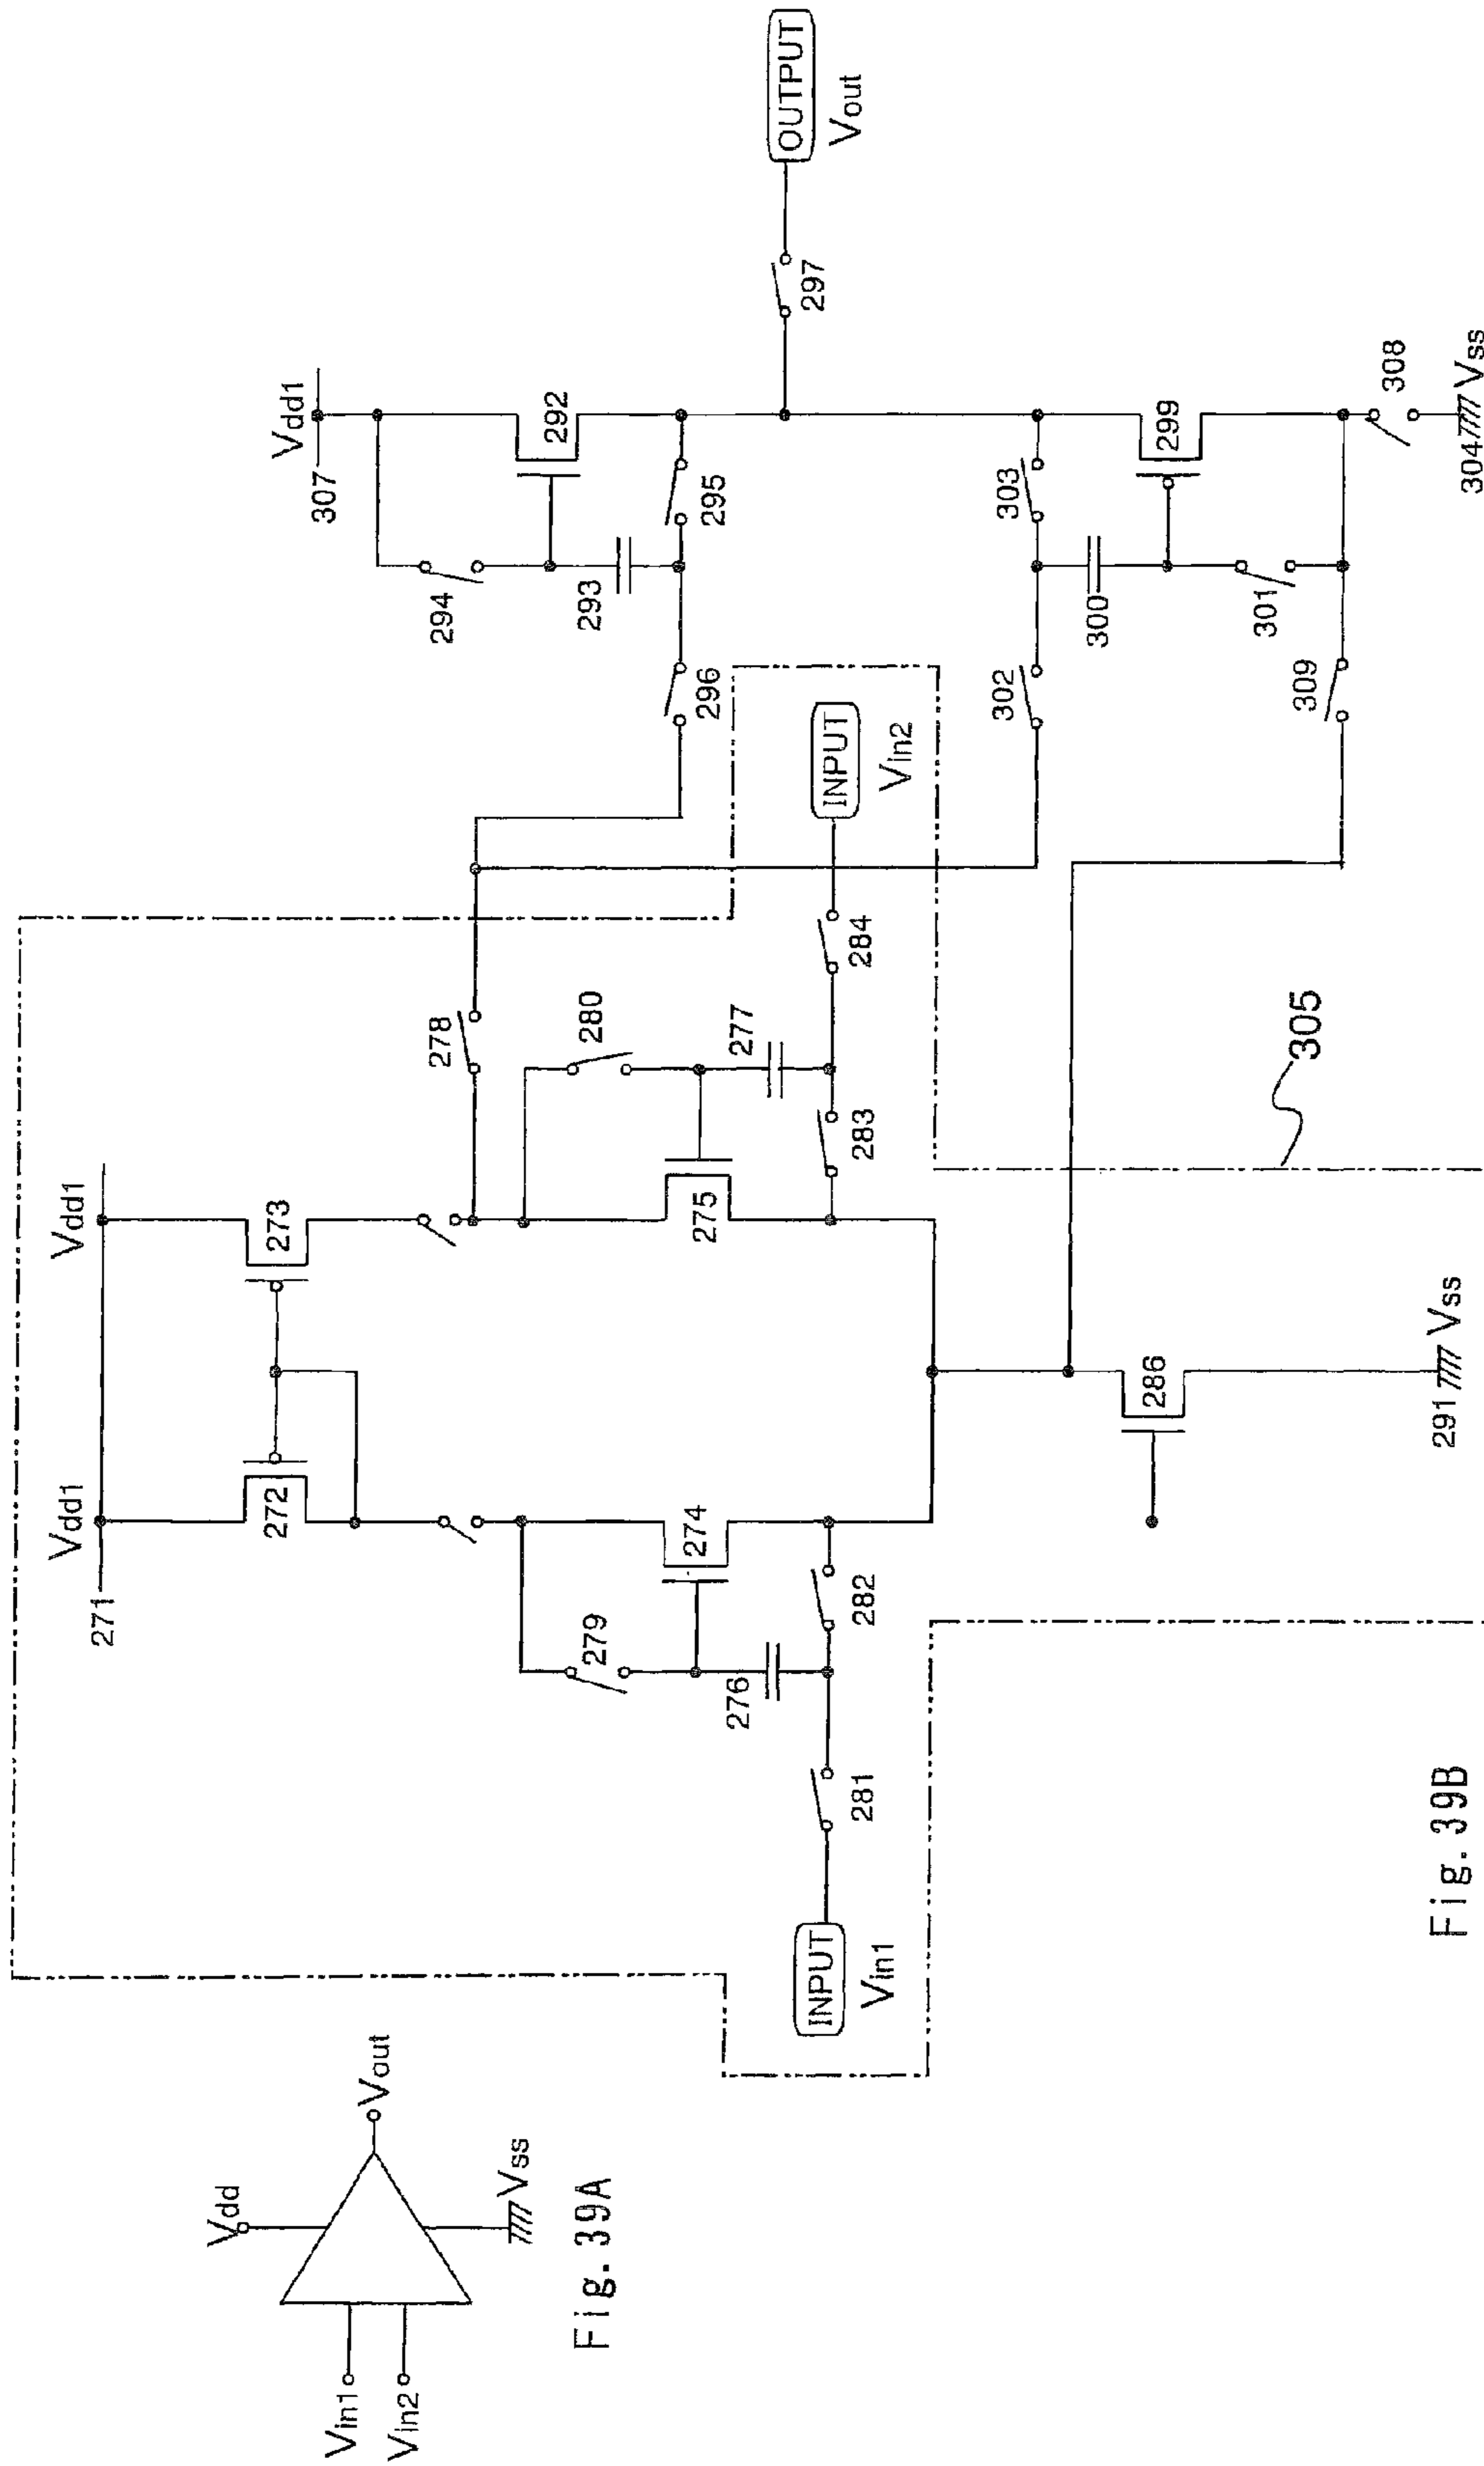 Vdd
Vin1
Vin2
Vout
Vss
Fig. 39A
271
Vdd1
Vdd1
272
273
278
279
280
274
275
276
277
INPUT
Vin1
281
282
283
284
INPUT
Vin2
286
291
Vss
305
307
Vdd1
294
292
293
295
296
297
OUTPUT
Vout
302
303
300
299
301
309
308
304
Vss
Fig. 39B